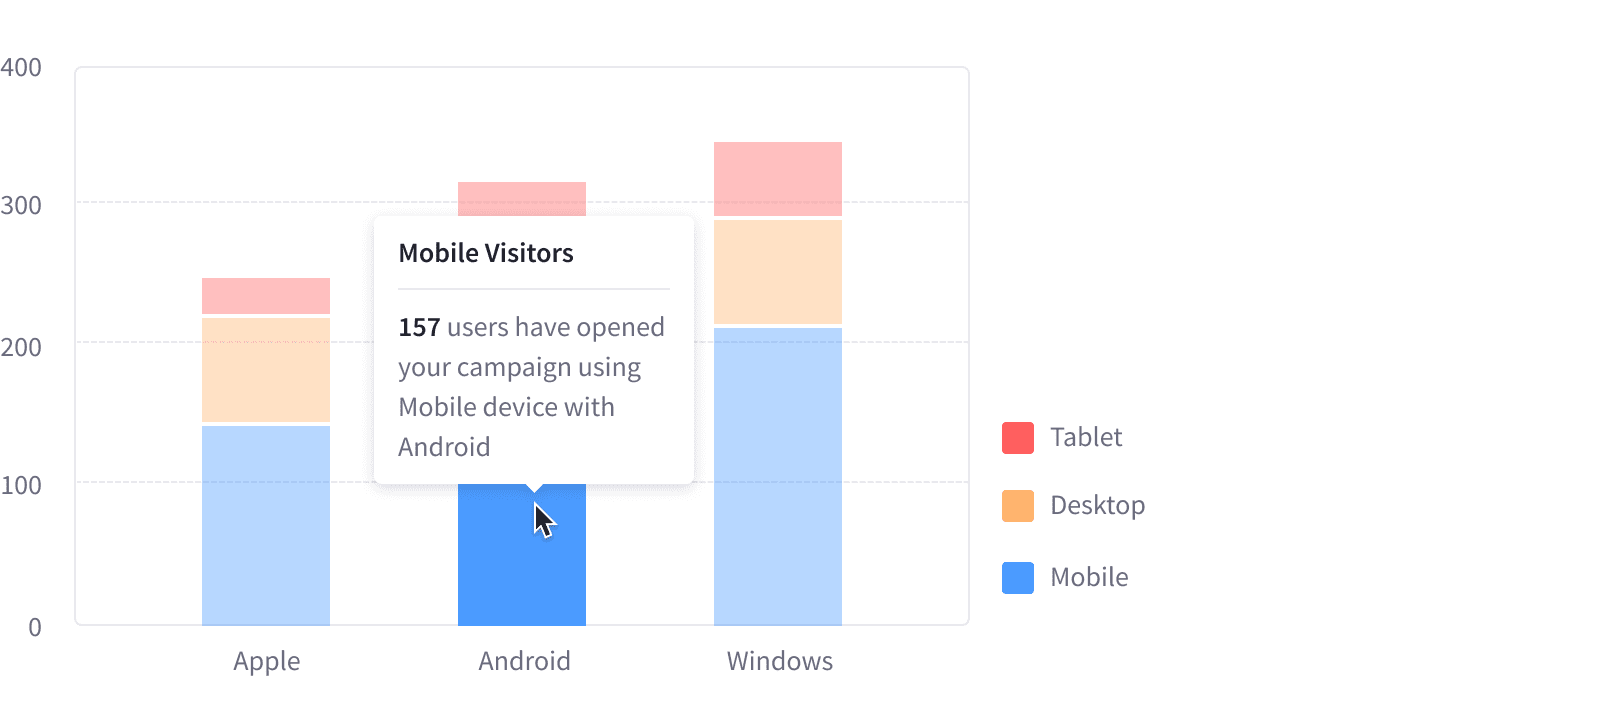 400
300
200
100
0
Mobile Visitors
157 users have opened
your campaign using
Mobile device with
Android
Apple
Android
Windows
Tablet
Desktop
Mobile